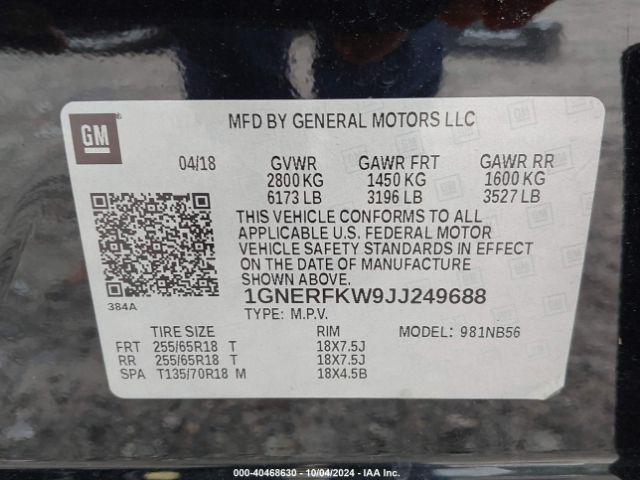 GM
MFD BY GENERAL MOTORS LLC
04/18 GVWR GAWR FRT GAWR RR
2800 KG 1450 KG 1600 KG
6173 LB 3196 LB 3527 LB
THIS VEHICLE CONFORMS TO ALL
APPLICABLE U.S. FEDERAL MOTOR
VEHICLE SAFETY STANDARDS IN EFFECT
ON THE DATE OF MANUFACTURE SHOWN
ABOVE.
1GNERFKW9JJ249688
384A
TYPE: M.P.V.
TIRE SIZE RIM MODEL: 981NB56
FRT 255/65R18 T 18X7.5J
RR 255/65R18 T 18X7.5J
SPA T135/70R18 M 18X4.5B
000-40468630 - 10/04/2024 - IAA Inc.